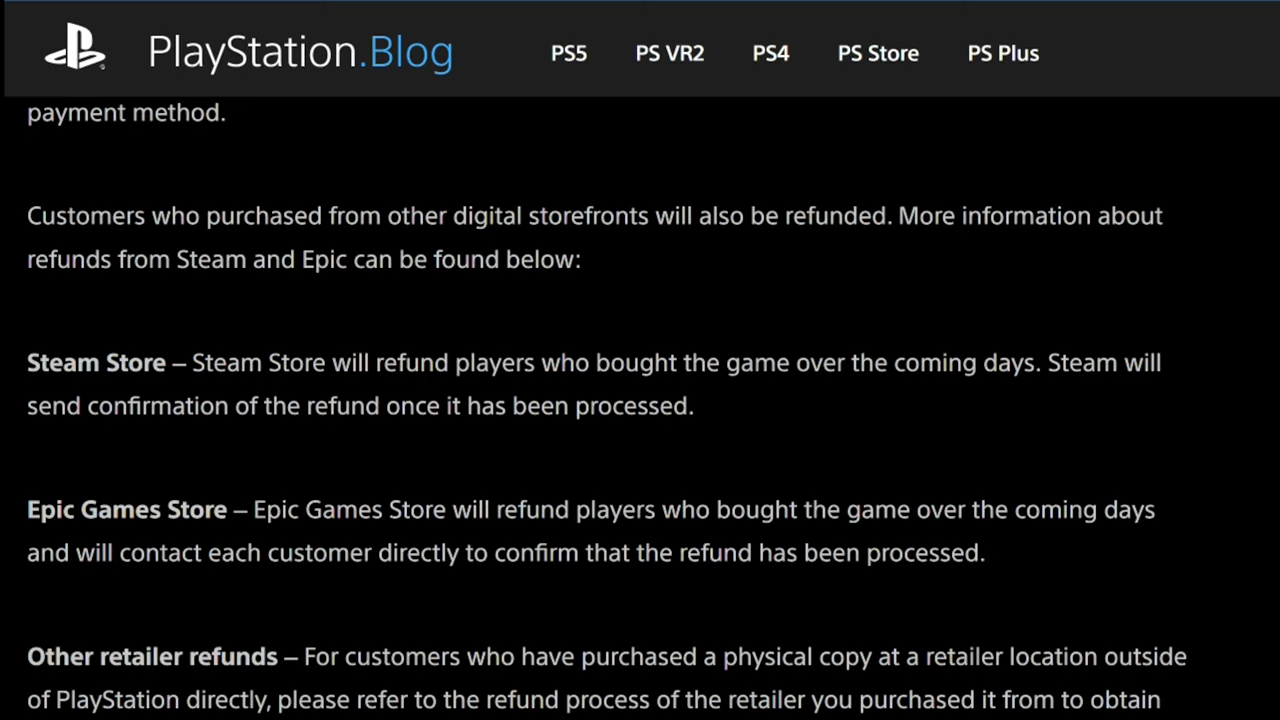 PlayStation.Blog PS5 PS VR2 PS4 PS Store PS Plus
payment method.
Customers who purchased from other digital storefronts will also be refunded. More information about
refunds from Steam and Epic can be found below:
Steam Store – Steam Store will refund players who bought the game over the coming days. Steam will
send confirmation of the refund once it has been processed.
Epic Games Store – Epic Games Store will refund players who bought the game over the coming days
and will contact each customer directly to confirm that the refund has been processed.
Other retailer refunds – For customers who have purchased a physical copy at a retailer location outside
of PlayStation directly, please refer to the refund process of the retailer you purchased it from to obtain